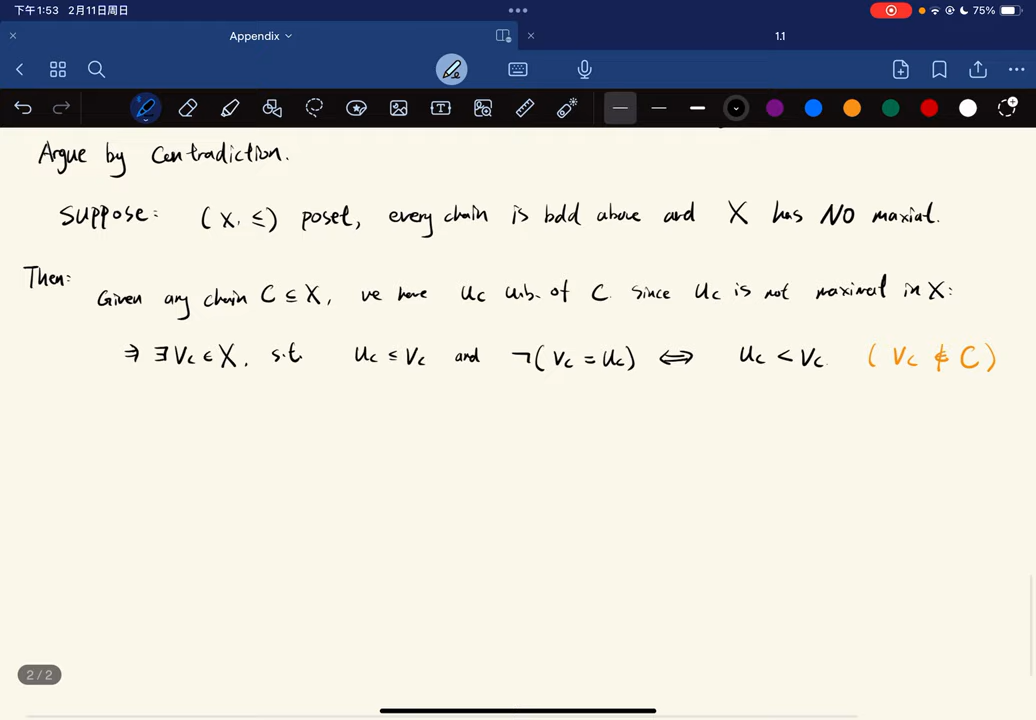 下午1:53 2月11日周日
75%
Appendix
1.1
Argue by Contradiction.
Suppose: (X, ≤) poset, every chain is bdd above and X has NO maxial.
Then:
Given any chain C ⊆ X, we have u_C u.b. of C. since u_C is not maximal in X:
⇒ ∃ V_C ∈ X, s.t. u_C ≤ V_C and ¬(V_C = u_C) ⟺ u_C < V_C. (V_C ∉ C)
2 / 2